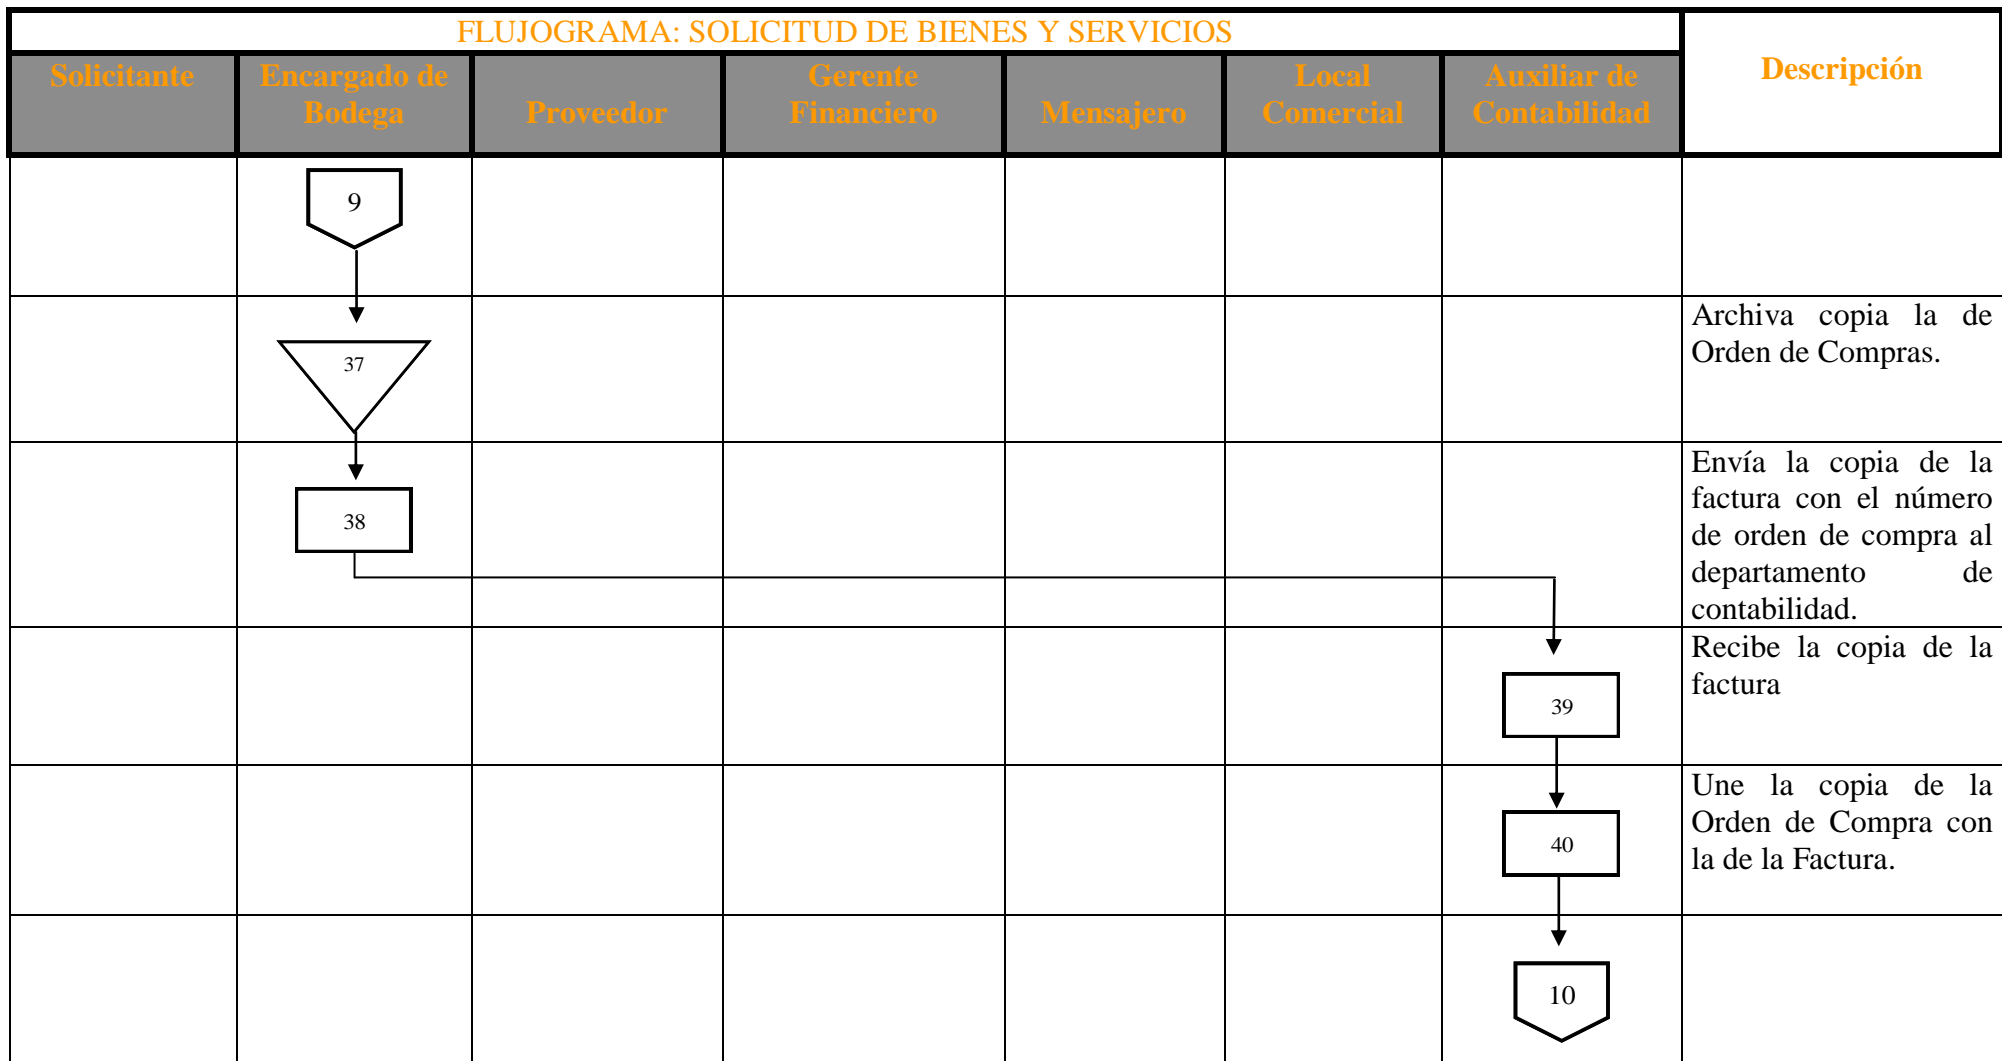 FLUJOGRAMA: SOLICITUD DE BIENES Y SERVICIOS
Descripción
Solicitante
Encargado de
Bodega
Proveedor
Gerente
Financiero
Mensajero
Local
Comercial
Auxiliar de
Contabilidad
9
37
Archiva copia la de
Orden de Compras.
38
Envía la copia de la
factura con el número
de orden de compra al
departamento de
contabilidad.
39
Recibe la copia de la
factura
40
Une la copia de la
Orden de Compra con
la de la Factura.
10